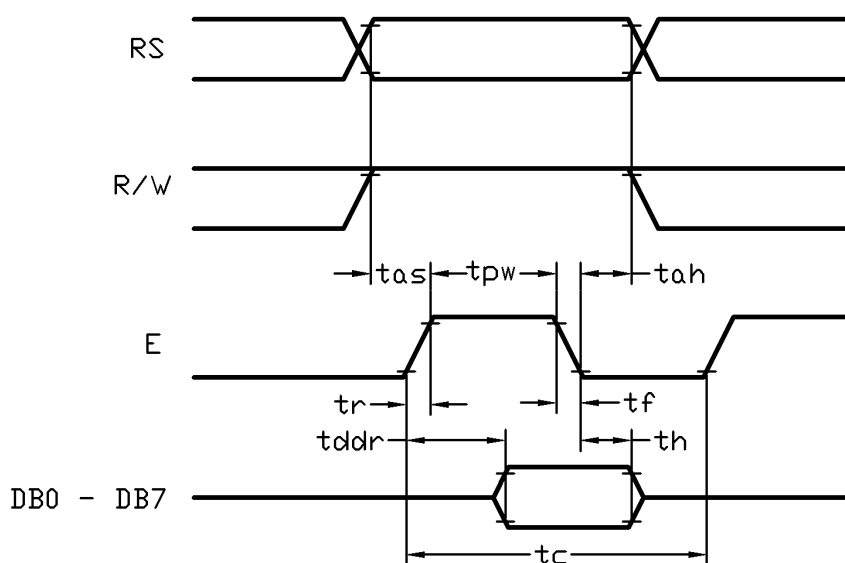 RS
R/W
tas tpw tah
E
tr tf
tddr th
DB0 - DB7
tc